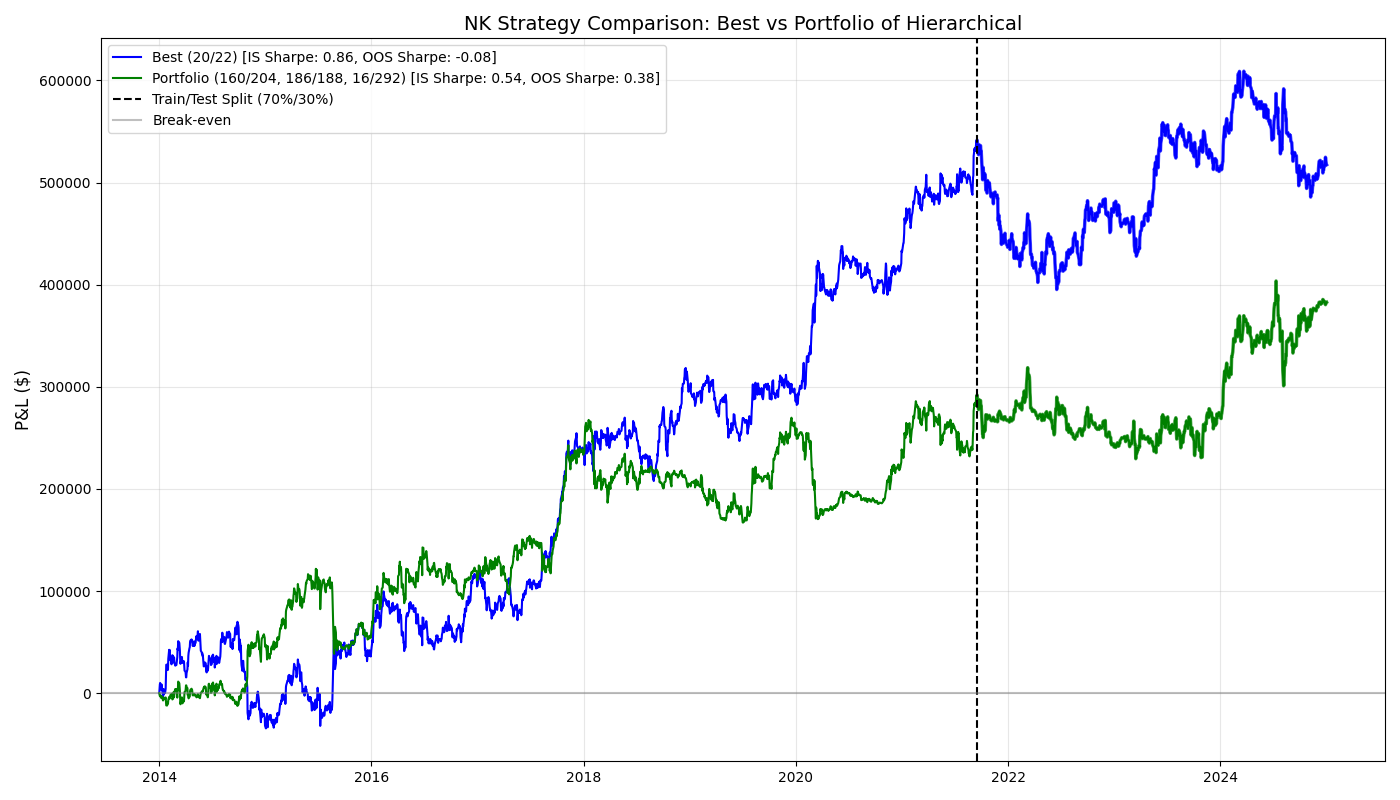 NK Strategy Comparison: Best vs Portfolio of Hierarchical
Best (20/22) [IS Sharpe: 0.86, OOS Sharpe: -0.08]
Portfolio (160/204, 186/188, 16/292) [IS Sharpe: 0.54, OOS Sharpe: 0.38]
Train/Test Split (70%/30%)
Break-even
P&L ($)
600000
500000
400000
300000
200000
100000
0
2014 2016 2018 2020 2022 2024